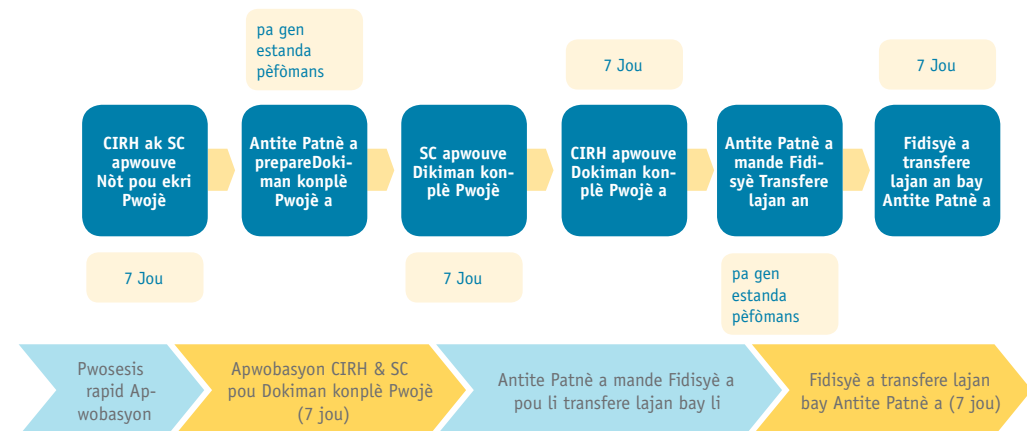 pa gen
estanda
pèfòmans
7 Jou
7 Jou
CIRH ak SC
apwouve
Nòt pou ekri
Pwojè
Antite Patnè a
prepareDoki-
man konplè
Pwojè a
SC apwouve
Dikiman kon-
plè Pwojè
CIRH apwouve
Dokiman kon-
plè Pwojè a
Antite Patnè a
mande Fidi-
syè Transfere
lajan an
Fidisyè a
transfere
lajan an bay
Antite Patnè a
7 Jou
7 Jou
pa gen
estanda
pèfòmans
Pwosesis
rapid Ap-
wobasyon
Apwobasyon CIRH & SC
pou Dokiman konplè Pwojè
(7 jou)
Antite Patnè a mande Fidisyè a
pou li transfere lajan bay li
Fidisyè a transfere lajan
bay Antite Patnè a (7 jou)